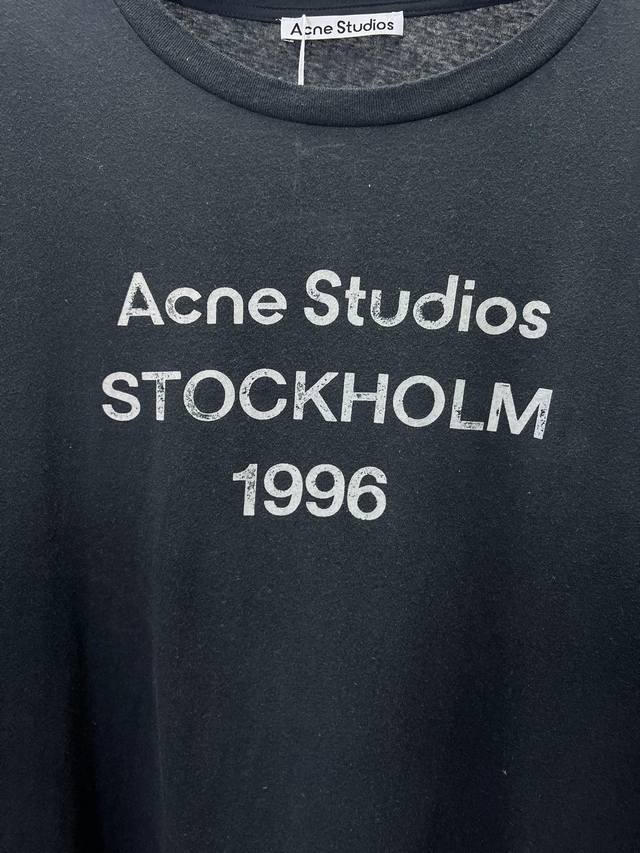 Acne Studios
Acne Studios
STOCKHOLM
1996